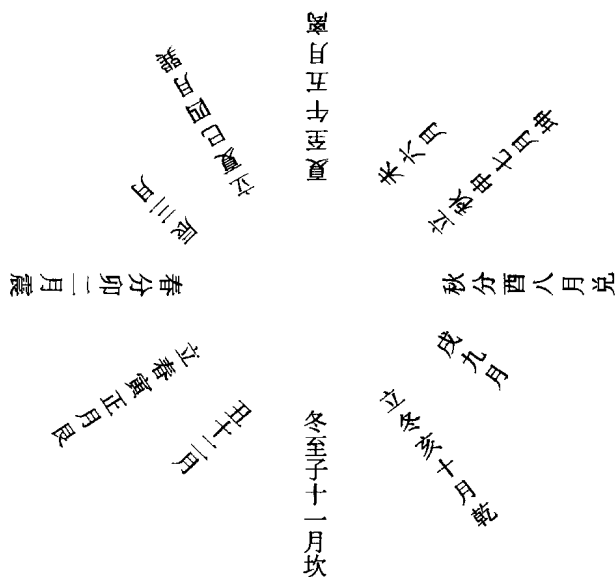 夏至午五月离
未六月
立秋申七月坤
秋分酉八月兑
戌九月
立冬亥十月乾
冬至子十一月坎
丑十二月
立春寅正月艮
春分卯二月震
辰三月
立夏巳四月巽